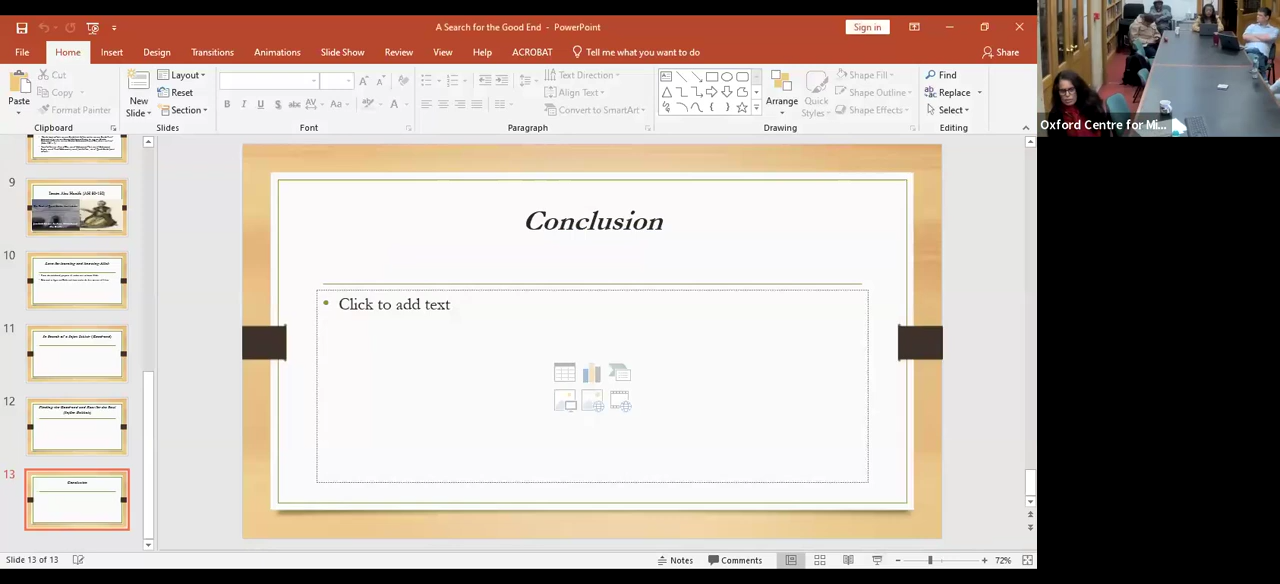 A Search for the Good End - PowerPoint
Sign in
File Home Insert Design Transitions Animations Slide Show Review View Help ACROBAT Tell me what you want to do Share
Paste
Cut
Copy
Format Painter
Clipboard
New Slide
Layout
Reset
Section
Slides
B I U S abc AV Aa A
Font
Paragraph
Text Direction
Align Text
Convert to SmartArt
Arrange
Quick Styles
Shape Fill
Shape Outline
Shape Effects
Drawing
Find
Replace
Select
Editing
Oxford Centre for Mi...
9
10
11
12
13
Conclusion
Conclusion
Click to add text
Slide 13 of 13
Notes
Comments
72%